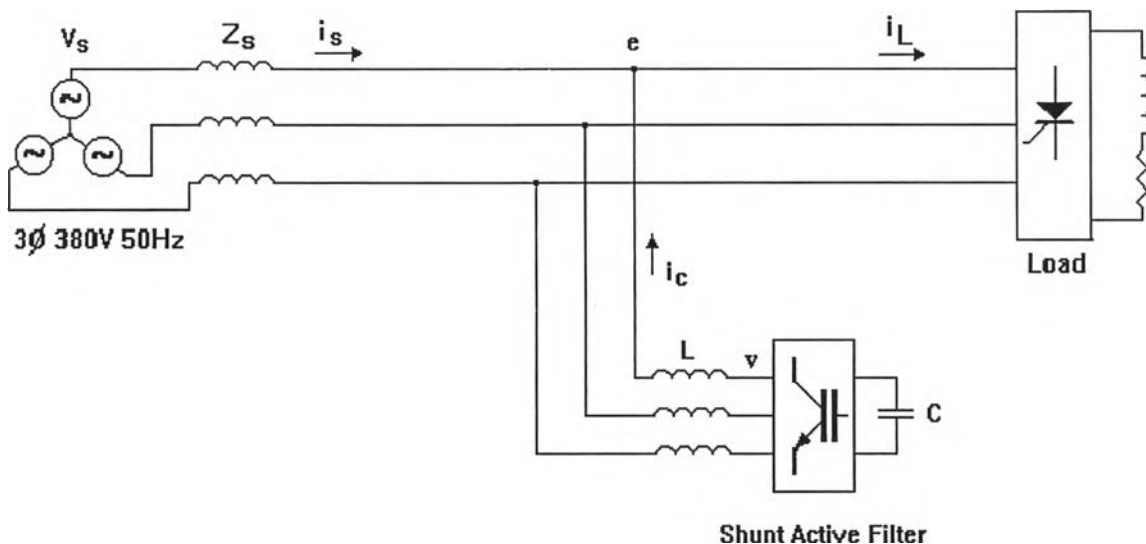 Vs
Zs
is
e
iL
3Ø 380V 50Hz
Load
ic
L
v
C
Shunt Active Filter